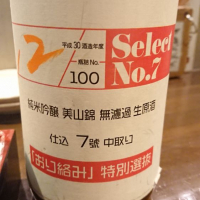 平成30酒造年度
瓶詰No.
100
Select
No.7
純米吟醸 美山錦 無濾過 生原酒
仕込 7號 中取り
「おり絡み」特別選抜